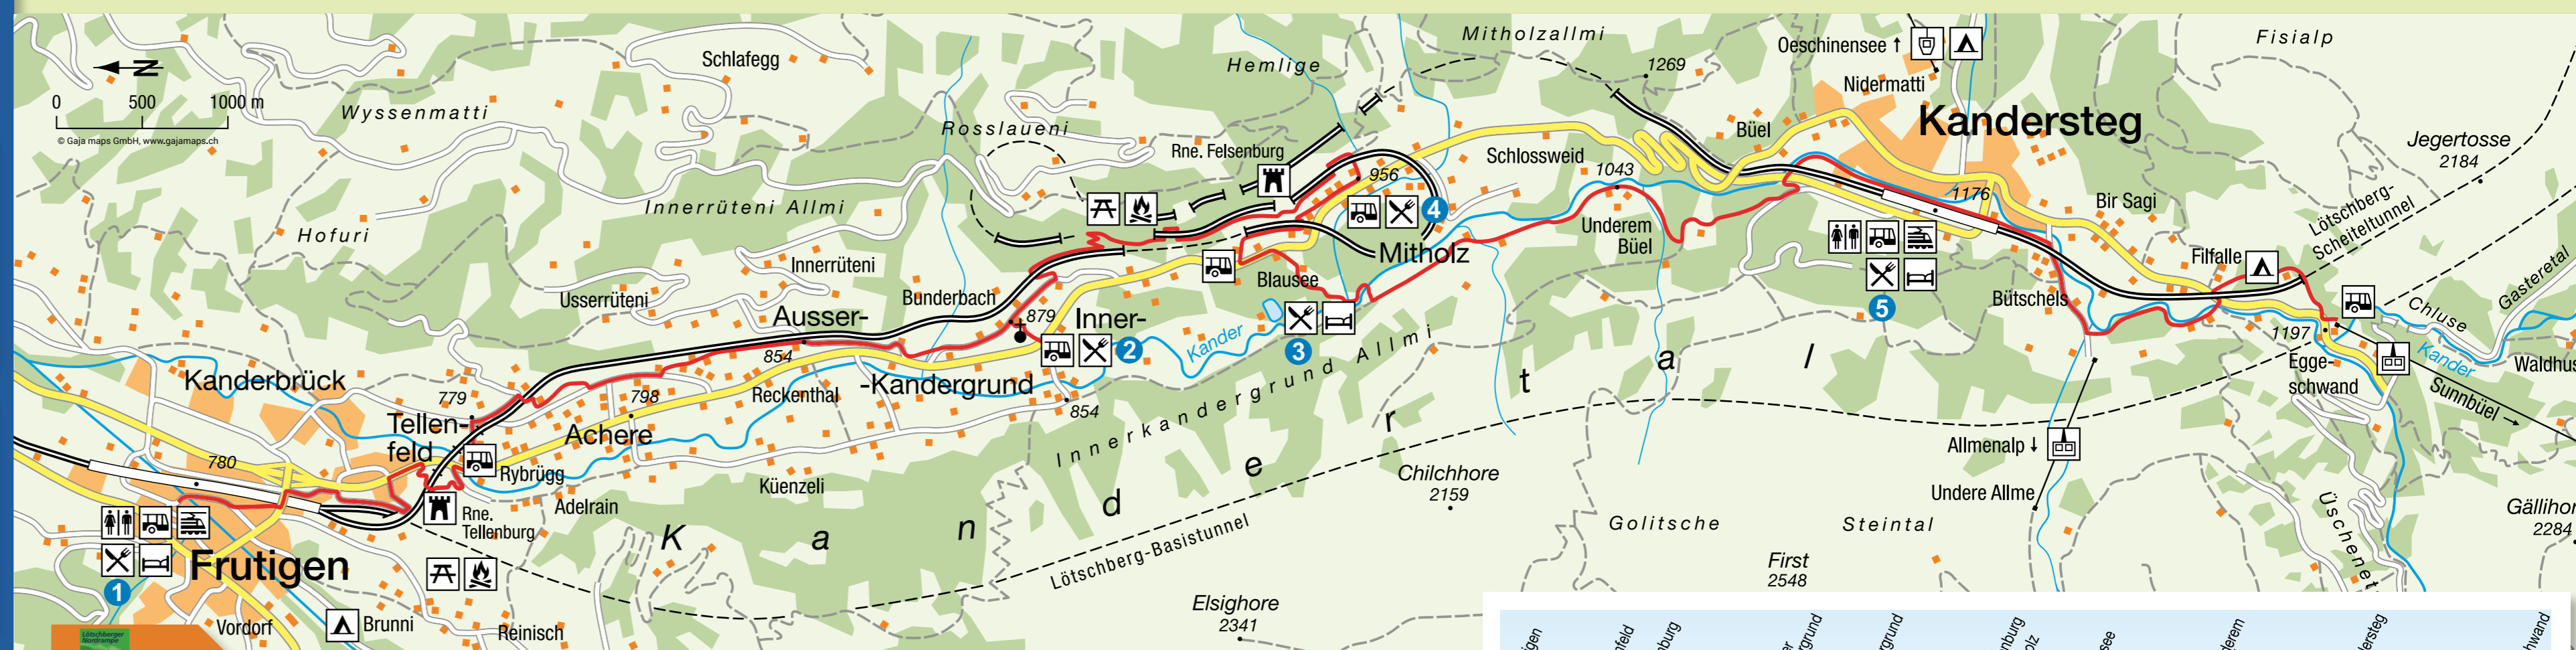 N
0 500 1000 m
© Gaja maps GmbH, www.gajamaps.ch
Wyssenmatti
Schlafegg
Hofuri
Innerrüteni Allmi
Rosslaueni
Usserrüteni
Innerrüteni
Bunderbach
Hemlige
Rne. Felsenburg
Mitholzallmi
1269
956
4
Mitholz
Schlossweid
1043
Underem
Büel
Büel
Oeschinensee ↑
Nidermatti
Kandersteg
1176
Bir Sagi
Fisialp
Jegertosse
2184
Lötschberg-
Scheiteltunnel
Filfalle
Bütschels
5
1197
Egge-
schwand
Chluse
Gasteretal
Kander
Sunnbüel
Waldhus
Allmenalp ↓
Undere Allme
Üschenet
Gällihor
2284
Kanderbrück
779
Tellen-
feld
780
Rybrügg
Rne.
Tellenburg
Adelrain
Achere
798
854
Ausser-
-Kandergrund
Reckenthal
879
Inner-
2
854
Kander
Blausee
3
Innerkandergrund Allmi
Küenzeli
Kandertal
Lötschberg-Basistunnel
Chilchhore
2159
Golitsche
Steintal
First
2548
Elsighore
2341
Frutigen
1
Vordorf
Brunni
Reinisch
Lötschberger
Nordrampe